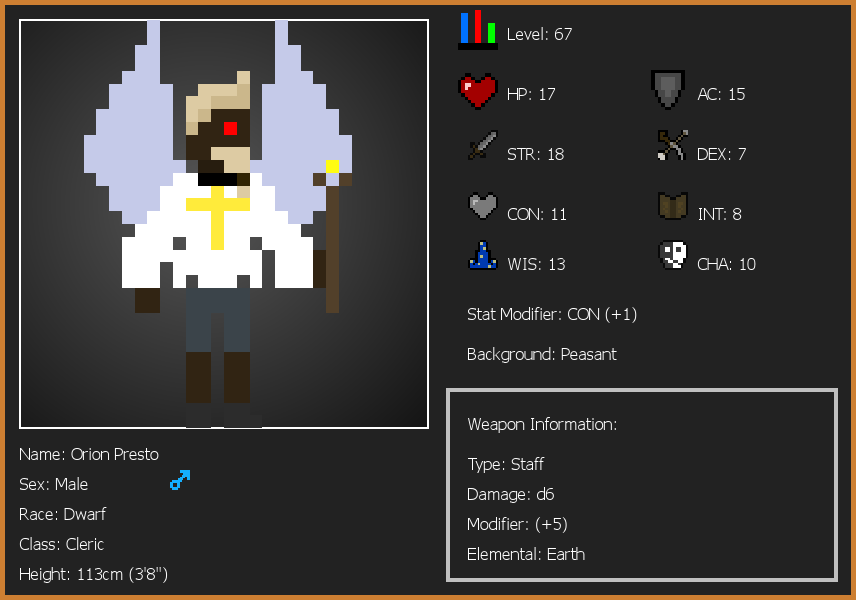 Level: 67
HP: 17
AC: 15
STR: 18
DEX: 7
CON: 11
INT: 8
WIS: 13
CHA: 10
Stat Modifier: CON (+1)
Background: Peasant
Weapon Information:
Type: Staff
Damage: d6
Modifier: (+5)
Elemental: Earth
Name: Orion Presto
Sex: Male
Race: Dwarf
Class: Cleric
Height: 113cm (3'8")